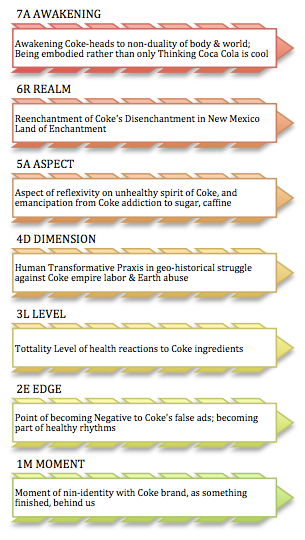 7A AWAKENING
Awakening Coke-heads to non-duality of body & world;
Being embodied rather than only Thinking Coca Cola is cool
6R REALM
Reenchantment of Coke's Disenchantment in New Mexico
Land of Enchantment
5A ASPECT
Aspect of reflexivity on unhealthy spirit of Coke, and
emancipation from Coke addiction to sugar, caffine
4D DIMENSION
Human Transformative Praxis in geo-historical struggle
against Coke empire labor & Earth abuse
3L LEVEL
Tottality Level of health reactions to Coke ingredients
2E EDGE
Point of becoming Negative to Coke's false ads; becoming
part of healthy rhythms
1M MOMENT
Moment of nin-identity with Coke brand, as something
finished, behind us